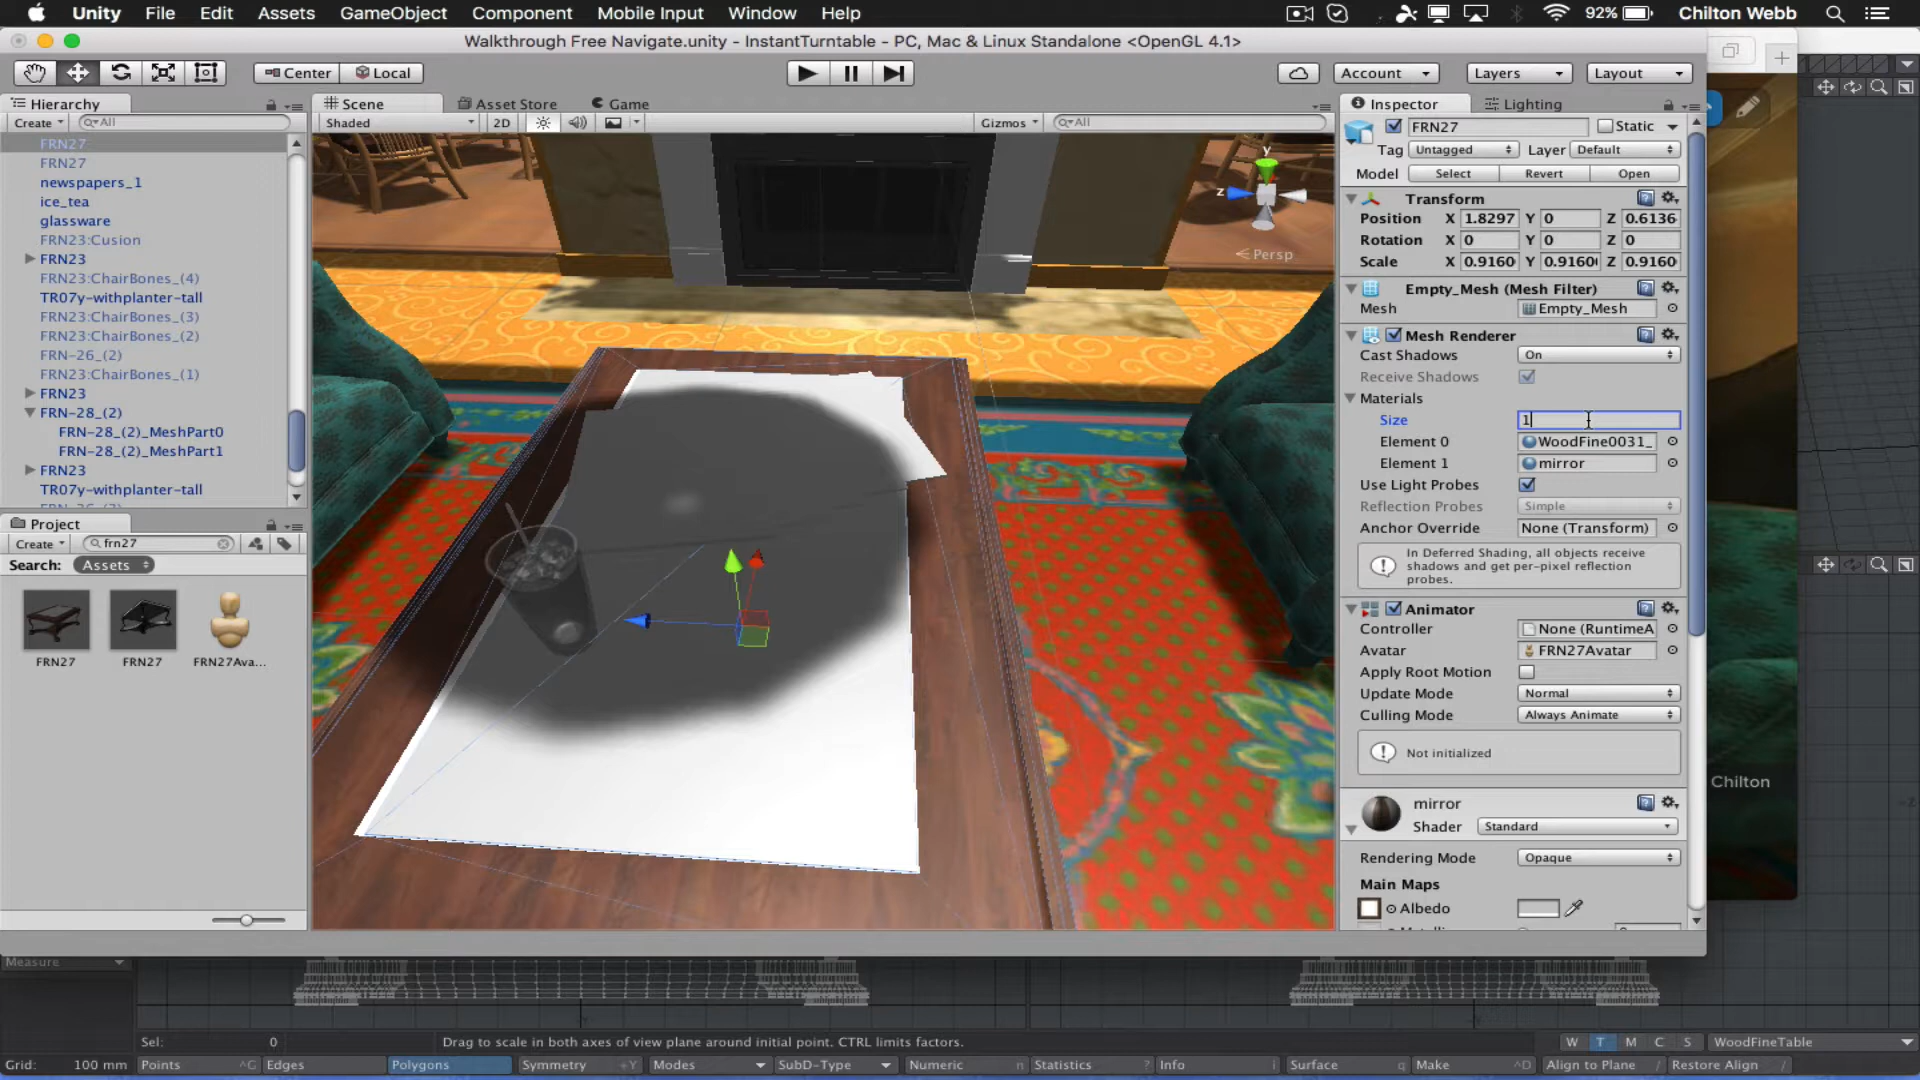 Unity File Edit Assets GameObject Component Mobile Input Window Help 92% Chilton Webb
Walkthrough Free Navigate.unity - InstantTurntable - PC, Mac & Linux Standalone <OpenGL 4.1>
Center Local Account Layers Layout
Hierarchy Scene Asset Store Game Inspector Lighting
Create All Shaded 2D Gizmos All
FRN27
FRN27
newspapers_1
ice_tea
glassware
FRN23:Cusion
FRN23
FRN23:ChairBones_(4)
TR07y-withplanter-tall
FRN23:ChairBones_(3)
FRN23:ChairBones_(2)
FRN-26_(2)
FRN23:ChairBones_(1)
FRN23
FRN-28_(2)
FRN-28_(2)_MeshPart0
FRN-28_(2)_MeshPart1
FRN23
TR07y-withplanter-tall
Project
Create frn27
Search: Assets
FRN27 FRN27 FRN27Ava...
y
z
Persp
FRN27 Static
Tag Untagged Layer Default
Model Select Revert Open
Transform
Position X 1.8297 Y 0 Z 0.6136
Rotation X 0 Y 0 Z 0
Scale X 0.9160 Y 0.9160 Z 0.9160
Empty_Mesh (Mesh Filter)
Mesh Empty_Mesh
Mesh Renderer
Cast Shadows On
Receive Shadows
Materials
Size 1
Element 0 WoodFine0031_
Element 1 mirror
Use Light Probes
Reflection Probes Simple
Anchor Override None (Transform)
In Deferred Shading, all objects receive
shadows and get per-pixel reflection
probes.
Animator
Controller None (RuntimeA
Avatar FRN27Avatar
Apply Root Motion
Update Mode Normal
Culling Mode Always Animate
Not initialized
mirror
Shader Standard
Rendering Mode Opaque
Main Maps
Albedo
Chilton
Measure
Sel: 0 Drag to scale in both axes of view plane around initial point. CTRL limits factors. W T M C S WoodFineTable
Grid: 100 mm Points ^G Edges Polygons Symmetry +Y Modes SubD-Type Numeric n Statistics ? Info i Surface q Make ^D Align to Plane / Restore Align /